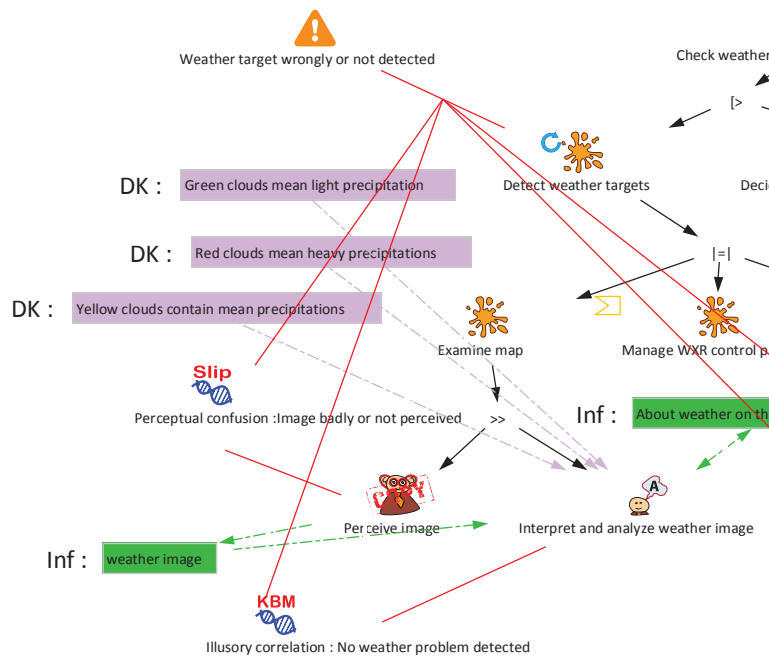 Weather target wrongly or not detected
Check weather
[>
DK : Green clouds mean light precipitation
Detect weather targets
DK : Red clouds mean heavy precipitations
|=|
DK : Yellow clouds contain mean precipitations
Examine map
Manage WXR control p
Slip
Perceptual confusion :Image badly or not perceived
>>
Inf : About weather on th
COPY
A
Perceive image
Interpret and analyze weather image
Inf : weather image
KBM
Illusory correlation : No weather problem detected